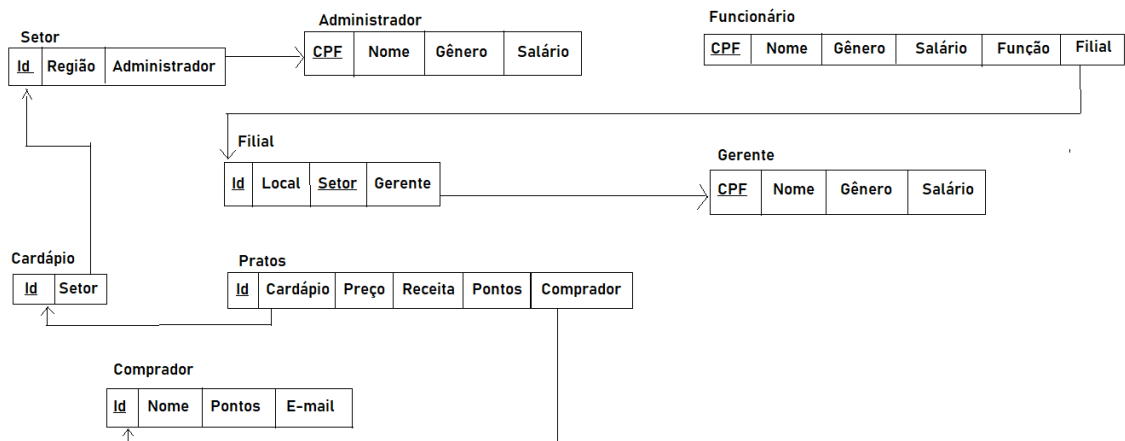 Setor
Id Região Administrador
Administrador
CPF Nome Gênero Salário
Funcionário
CPF Nome Gênero Salário Função Filial
Filial
Id Local Setor Gerente
Gerente
CPF Nome Gênero Salário
Cardápio
Id Setor
Pratos
Id Cardápio Preço Receita Pontos Comprador
Comprador
Id Nome Pontos E-mail